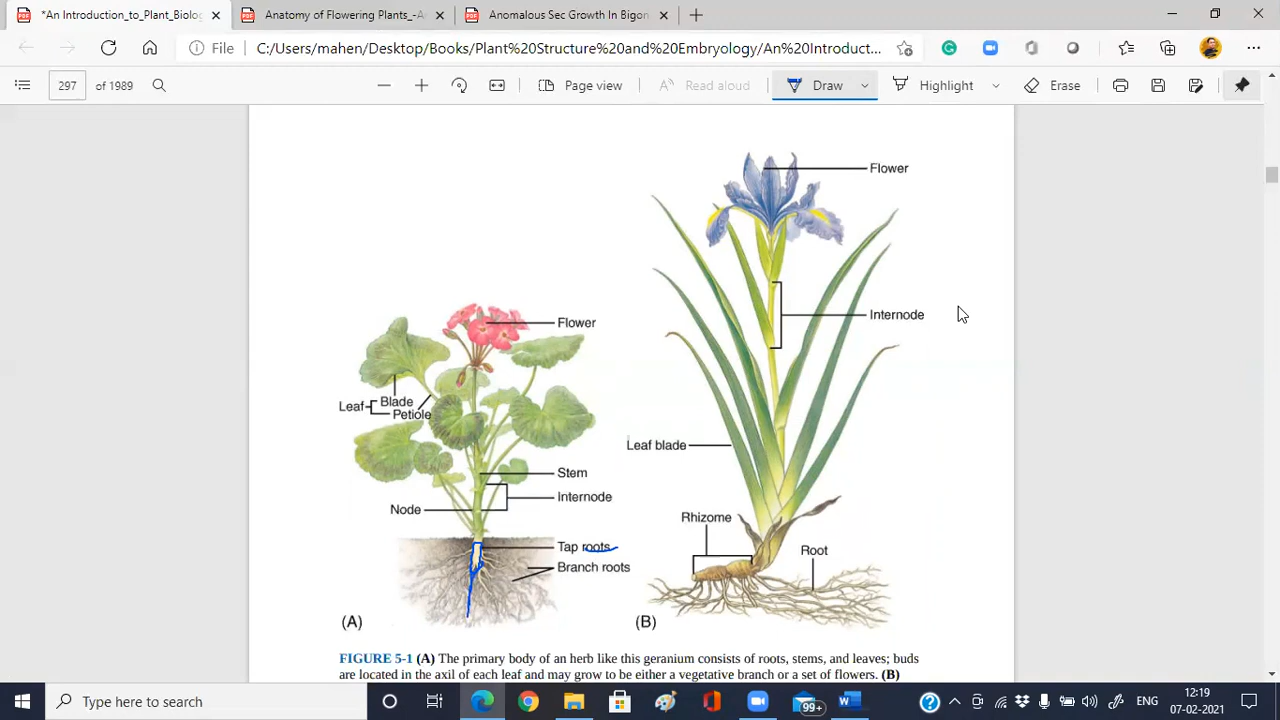 *An Introduction_to_Plant_Biolog
Anatomy of Flowering Plants_-A
Anomalous Sec Growth In Bigon
File
C:/Users/mahen/Desktop/Books/Plant%20Structure%20and%20Embryology/An%20Introduct...
297 of 1989
Page view
Read aloud
Draw
Highlight
Erase
Flower
Internode
Flower
Leaf
Blade
Petiole
Leaf blade
Stem
Internode
Node
Rhizome
Tap roots
Root
Branch roots
(A)
(B)
FIGURE 5-1 (A) The primary body of an herb like this geranium consists of roots, stems, and leaves; buds
are located in the axil of each leaf and may grow to be either a vegetative branch or a set of flowers. (B)
Type here to search
99+
ENG
12:19
07-02-2021